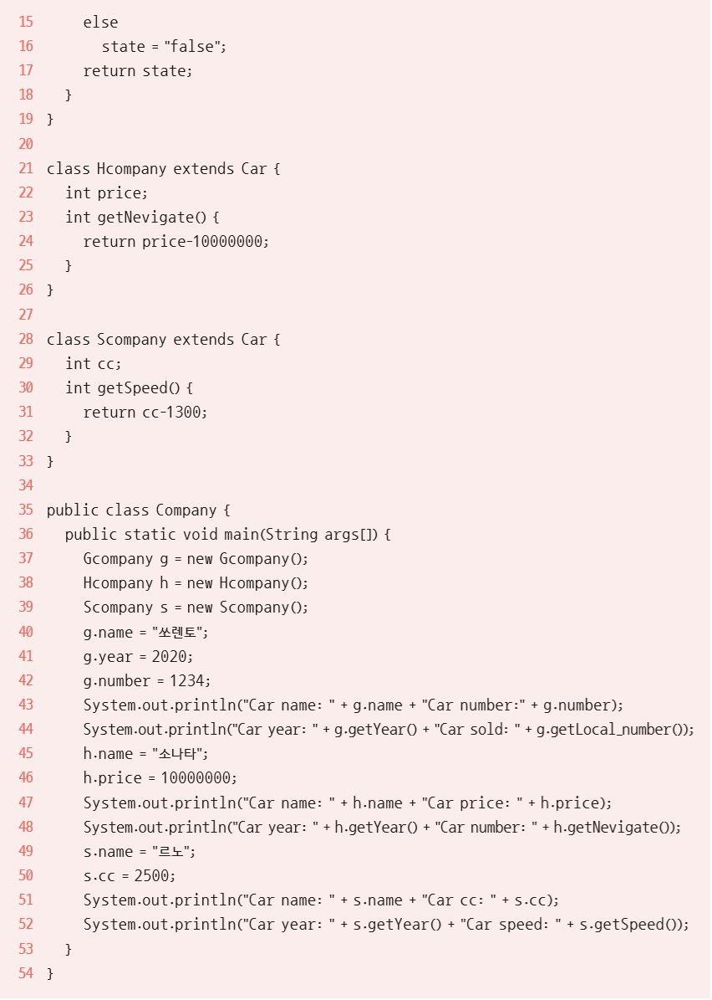 15 else
16 state = "false";
17 return state;
18 }
19 }
20
21 class Hcompany extends Car {
22 int price;
23 int getNevigate() {
24 return price-10000000;
25 }
26 }
27
28 class Scompany extends Car {
29 int cc;
30 int getSpeed() {
31 return cc-1300;
32 }
33 }
34
35 public class Company {
36 public static void main(String args[]) {
37 Gcompany g = new Gcompany();
38 Hcompany h = new Hcompany();
39 Scompany s = new Scompany();
40 g.name = "쏘렌토";
41 g.year = 2020;
42 g.number = 1234;
43 System.out.println("Car name: " + g.name + "Car number:" + g.number);
44 System.out.println("Car year: " + g.getYear() + "Car sold: " + g.getLocal_number());
45 h.name = "소나타";
46 h.price = 10000000;
47 System.out.println("Car name: " + h.name + "Car price: " + h.price);
48 System.out.println("Car year: " + h.getYear() + "Car number: " + h.getNevigate());
49 s.name = "르노";
50 s.cc = 2500;
51 System.out.println("Car name: " + s.name + "Car cc: " + s.cc);
52 System.out.println("Car year: " + s.getYear() + "Car speed: " + s.getSpeed());
53 }
54 }